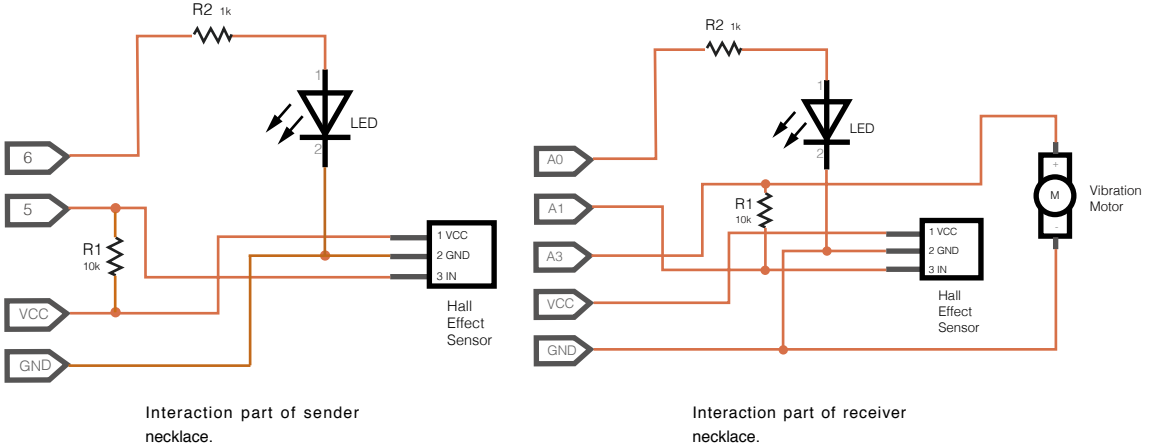 R2 1k
1
LED
2
6
5
R1
10k
1 VCC
2 GND
3 IN
VCC
GND
Hall
Effect
Sensor
Interaction part of sender
necklace.
R2 1k
1
LED
2
A0
A1
A3
VCC
GND
R1
10k
1 VCC
2 GND
3 IN
Hall
Effect
Sensor
+
M
-
Vibration
Motor
Interaction part of receiver
necklace.